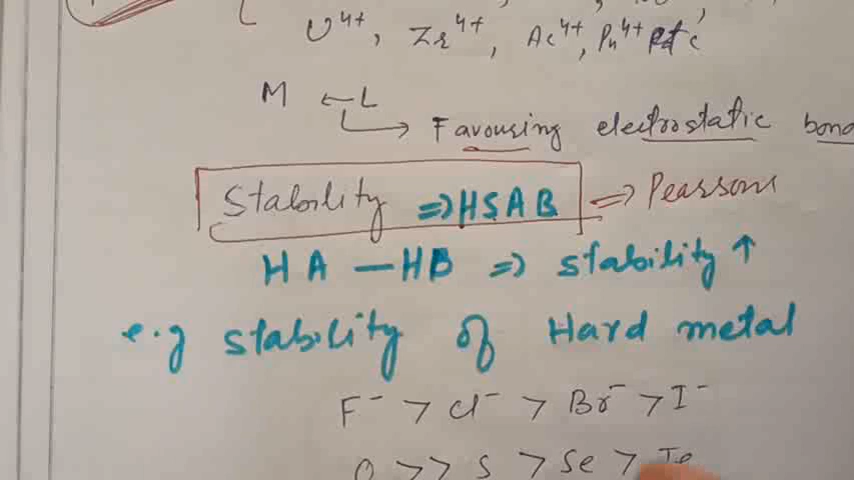 U⁴⁺, Zr⁴⁺, Ac⁴⁺, Pu⁴⁺ etc
M ← L
→ Favouring electrostatic bond
Stability ⇒ HSAB ⇒ Pearsons
HA — HB ⇒ stability ↑
e.g stability of Hard metal
F⁻ > Cl⁻ > Br⁻ > I⁻
O >> S > Se > Te